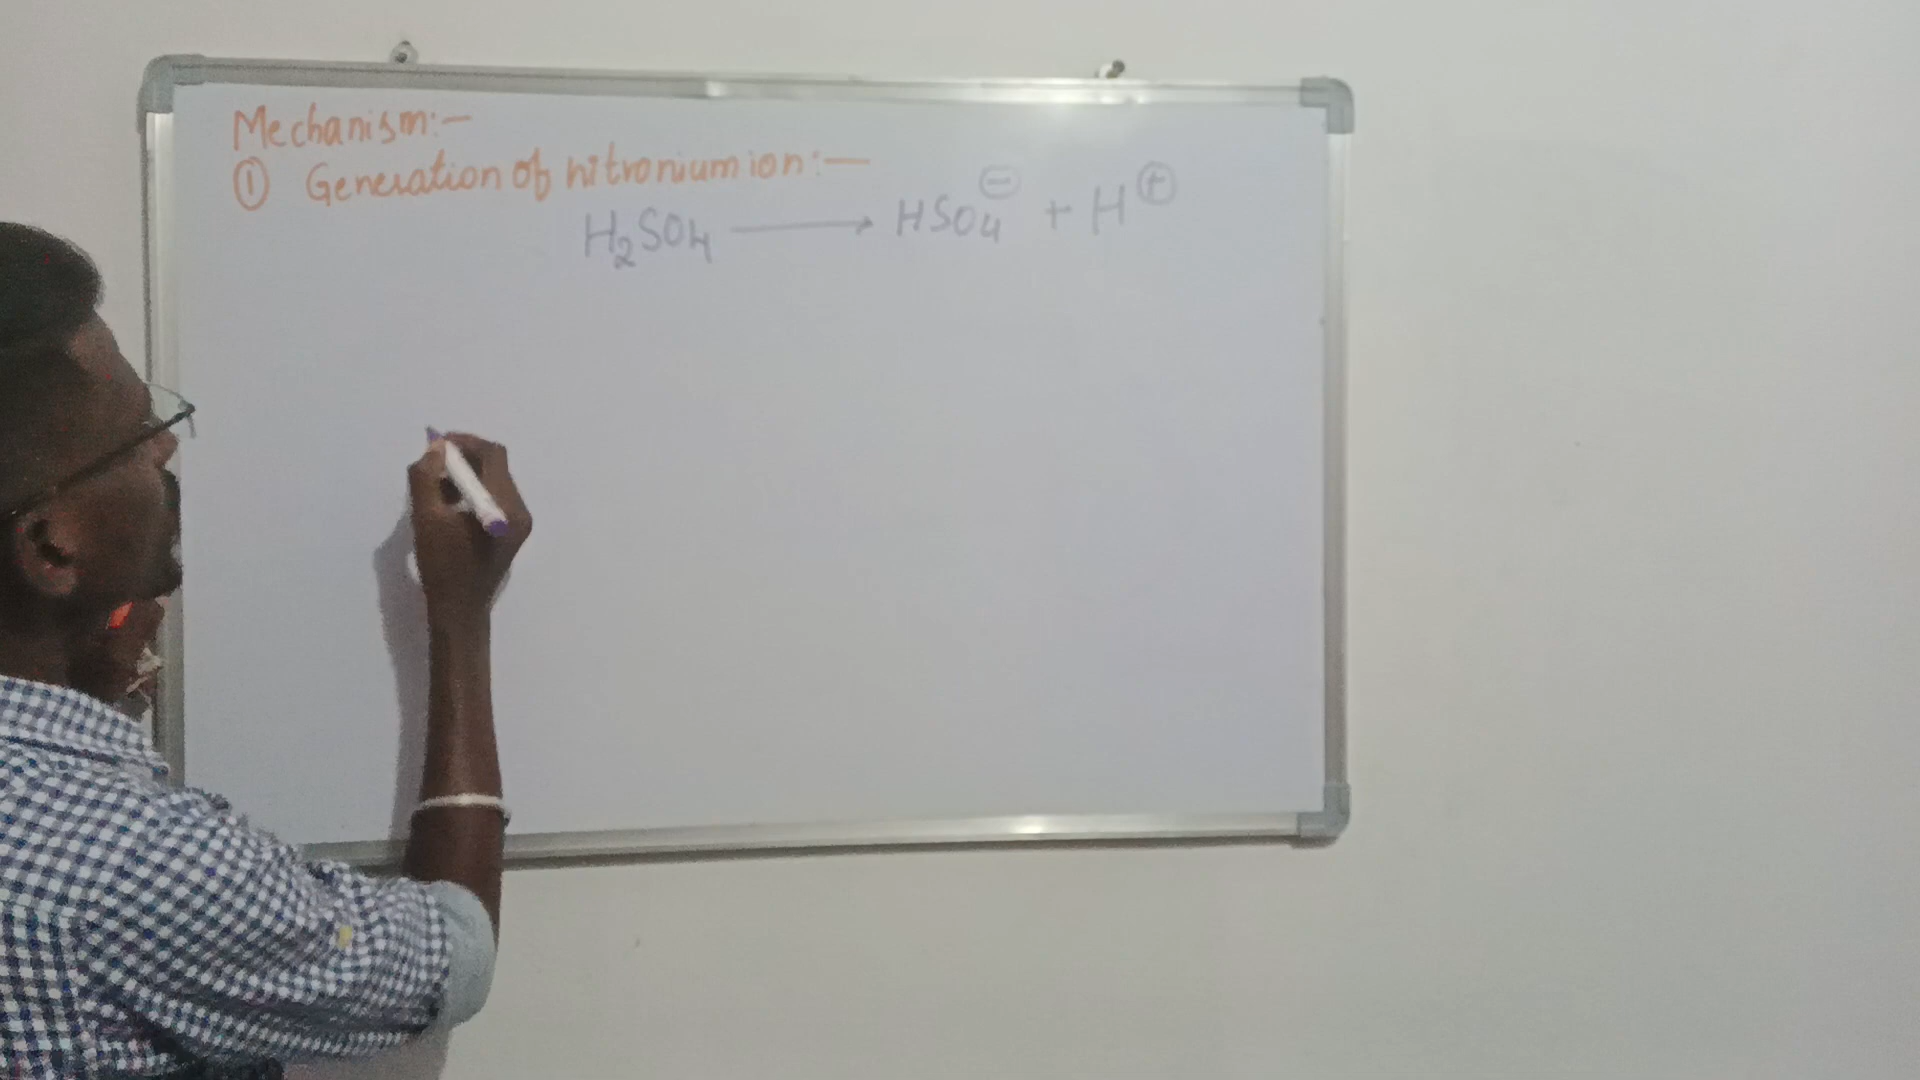 Mechanism:-
① Generation of nitronium ion:-
H₂SO₄ ⟶ HSO₄⊖ + H⊕